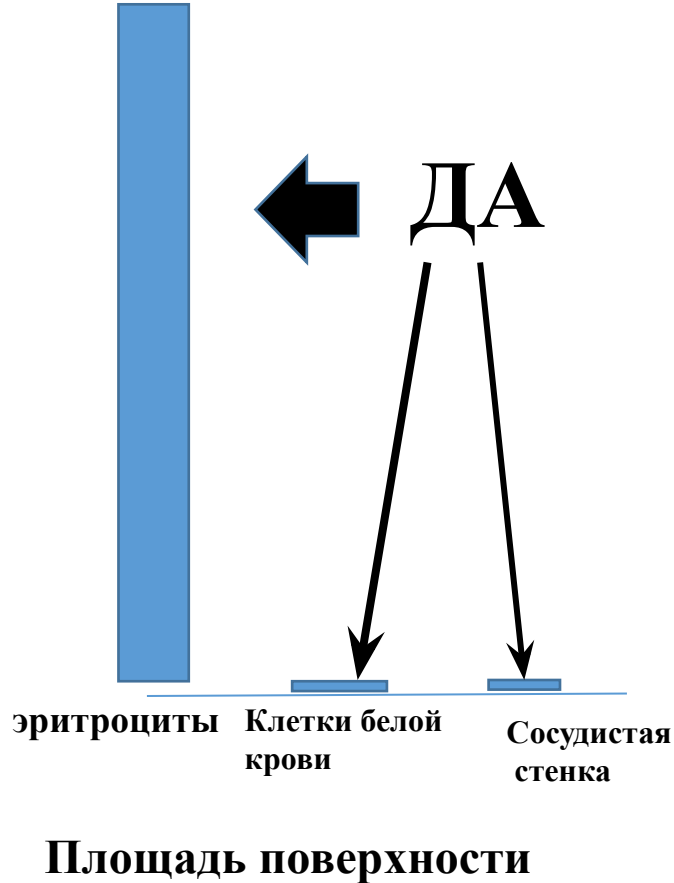 ДА
эритроциты
Клетки белой
крови
Сосудистая
стенка
Площадь поверхности